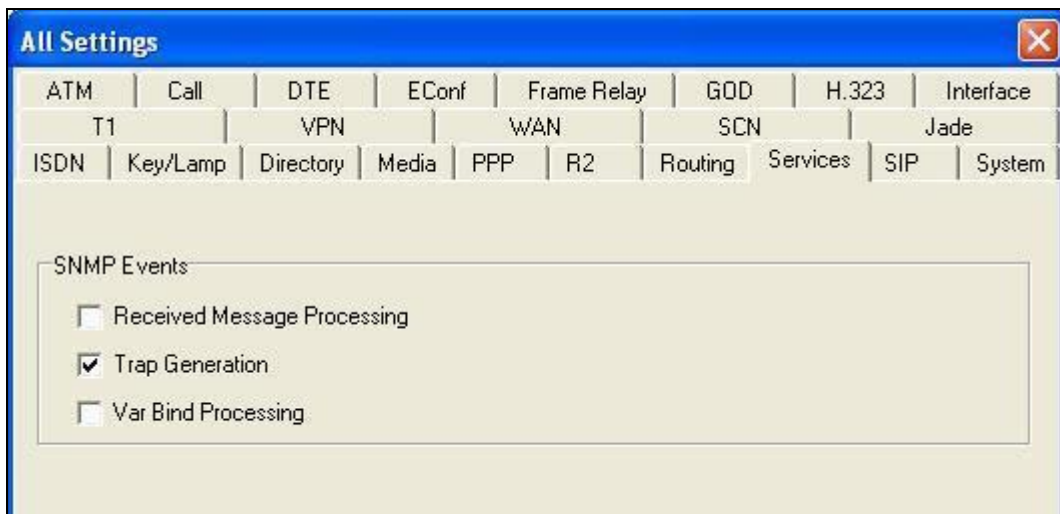 All Settings
ATM Call DTE EConf Frame Relay GOD H.323 Interface
T1 VPN WAN SCN Jade
ISDN Key/Lamp Directory Media PPP R2 Routing Services SIP System
SNMP Events
Received Message Processing
Trap Generation
Var Bind Processing